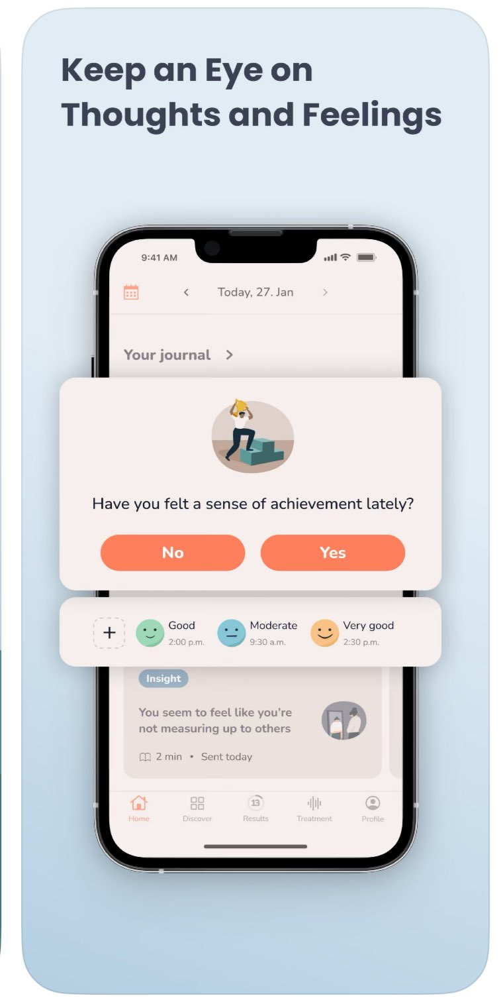 Keep an Eye on
Thoughts and Feelings
9:41 AM
Today, 27. Jan
Your journal
Have you felt a sense of achievement lately?
No
Yes
Good
2:00 p.m.
Moderate
9:30 a.m.
Very good
2:30 p.m.
Insight
You seem to feel like you’re
not measuring up to others
2 min • Sent today
13
Home
Discover
Results
Treatment
Profile